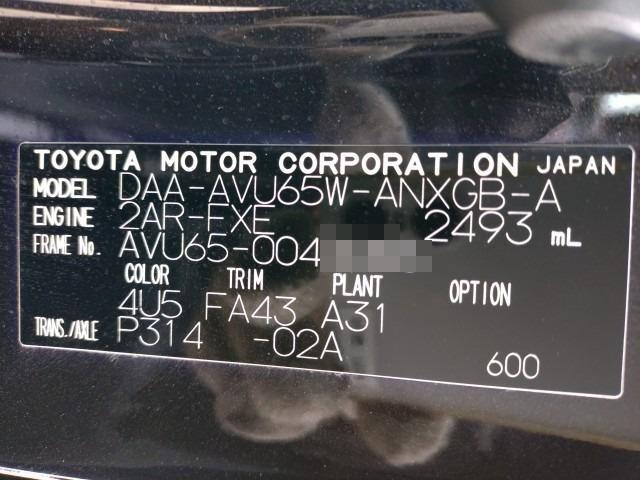 TOYOTA MOTOR CORPORATION JAPAN
MODEL DAA-AVU65W-ANXGB-A
ENGINE 2AR-FXE 2493 mL
FRAME No. AVU65-004
COLOR TRIM PLANT OPTION
4U5 FA43 A31
TRANS./AXLE P314 -02A
600